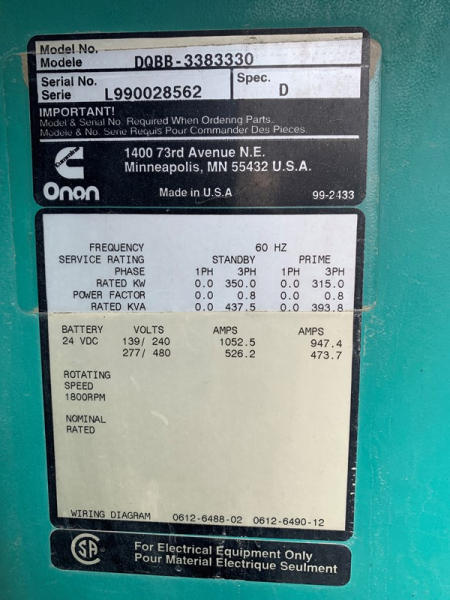 Model No.
Modele DQBB-3383330
Serial No. Spec.
Serie L990028562 D
IMPORTANT!
Model & Serial No. Required When Ordering Parts.
Modele & No. Serie Requis Pour Commander Des Pieces.
1400 73rd Avenue N.E.
Minneapolis, MN 55432 U.S.A.
Onan Made in U.S.A 99-2433
FREQUENCY 60 HZ
SERVICE RATING STANDBY PRIME
PHASE 1PH 3PH 1PH 3PH
RATED KW 0.0 350.0 0.0 315.0
POWER FACTOR 0.0 0.8 0.0 0.8
RATED KVA 0.0 437.5 0.0 393.8
BATTERY VOLTS AMPS AMPS
24 VDC 139/ 240 1052.5 947.4
277/ 480 526.2 473.7
ROTATING
SPEED
1800RPM
NOMINAL
RATED
WIRING DIAGRAM 0612-6488-02 0612-6490-12
CSA For Electrical Equipment Only
Pour Material Electrique Seulment